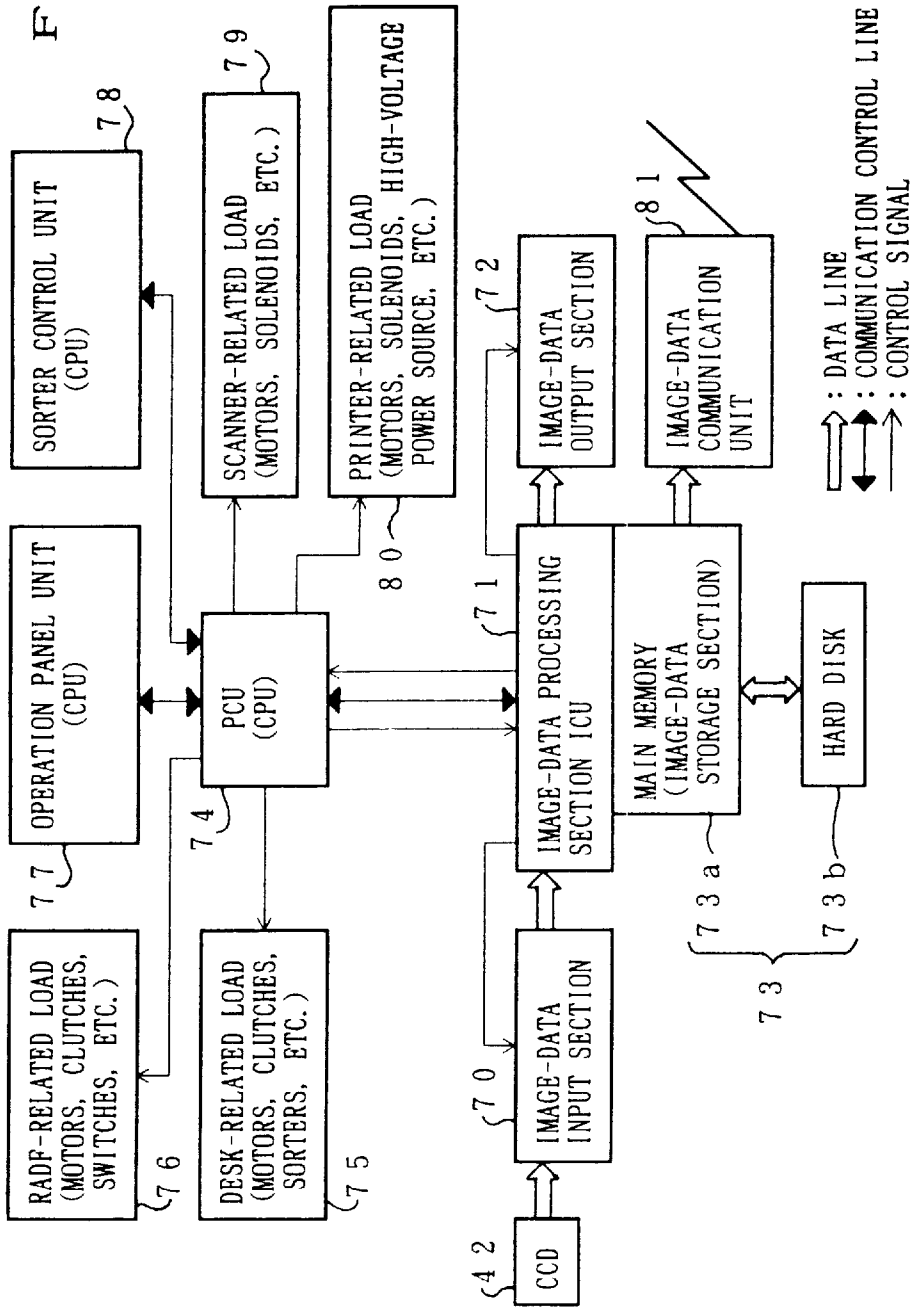 F
RADF-RELATED LOAD
(MOTORS, CLUTCHES,
SWITCHES, ETC.)
76
OPERATION PANEL UNIT
(CPU)
77
SORTER CONTROL UNIT
(CPU)
78
DESK-RELATED LOAD
(MOTORS, CLUTCHES,
SORTERS, ETC.)
75
PCU
(CPU)
74
SCANNER-RELATED LOAD
(MOTORS, SOLENOIDS, ETC.)
79
PRINTER-RELATED LOAD
(MOTORS, SOLENOIDS, HIGH-VOLTAGE
POWER SOURCE, ETC.)
80
42
CCD
70
IMAGE-DATA
INPUT SECTION
71
IMAGE-DATA PROCESSING
SECTION ICU
MAIN MEMORY
(IMAGE-DATA
STORAGE SECTION)
72
IMAGE-DATA
OUTPUT SECTION
81
IMAGE-DATA
COMMUNICATION
UNIT
73a
73
73b
HARD DISK
: DATA LINE
: COMMUNICATION CONTROL LINE
: CONTROL SIGNAL